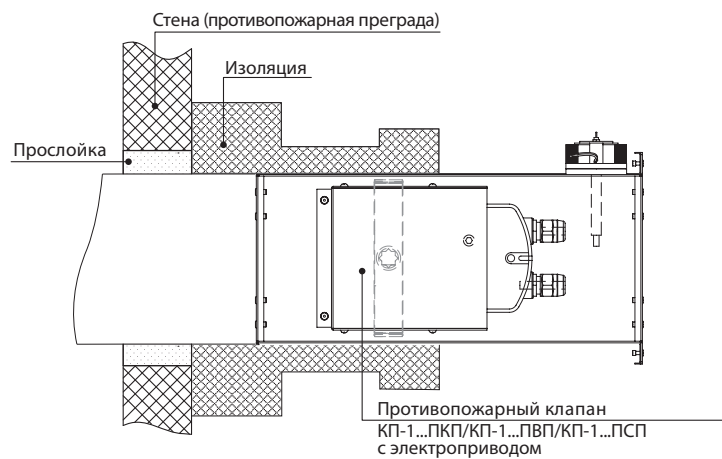 Стена (противопожарная преграда)
Изоляция
Прослойка
Противопожарный клапан
КП-1...ПКП/КП-1...ПВП/КП-1...ПСП
с электроприводом